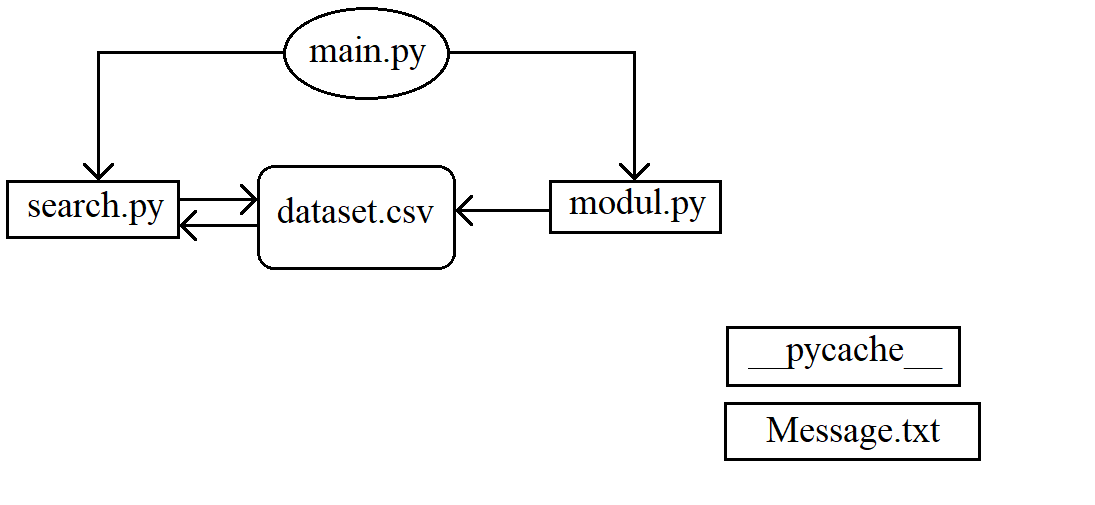 main.py
search.py
dataset.csv
modul.py
__pycache__
Message.txt